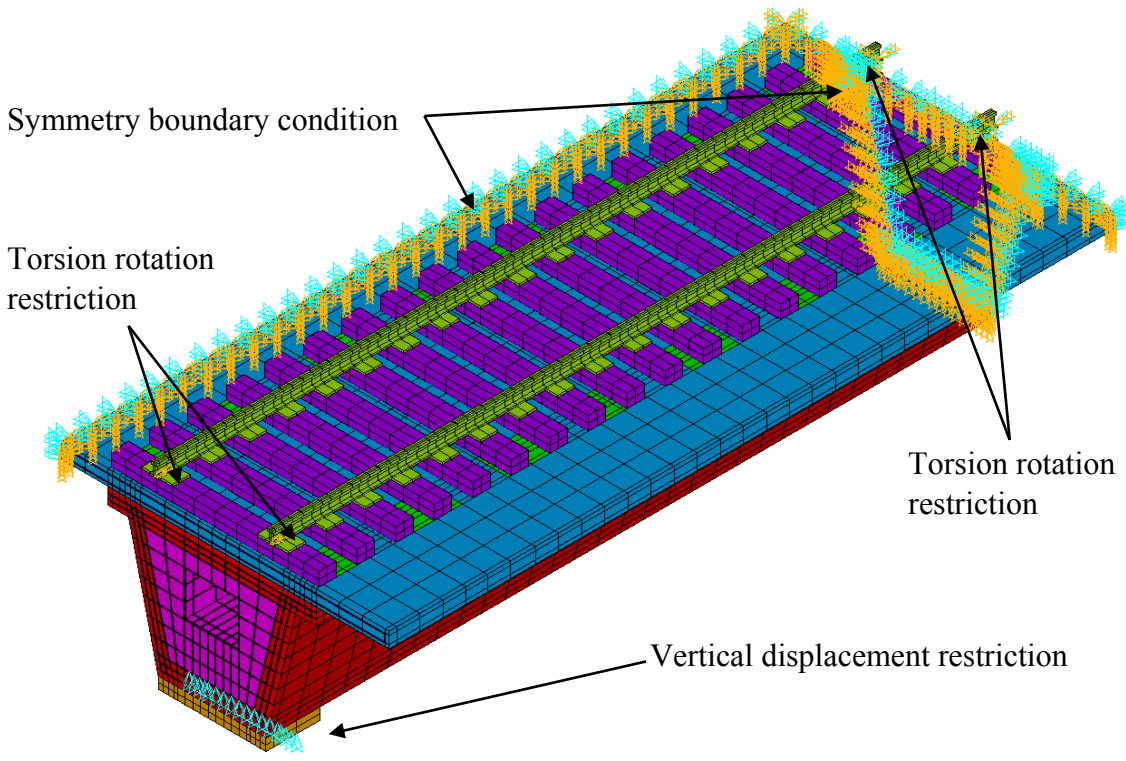 Symmetry boundary condition
Torsion rotation
restriction
Torsion rotation
restriction
Vertical displacement restriction